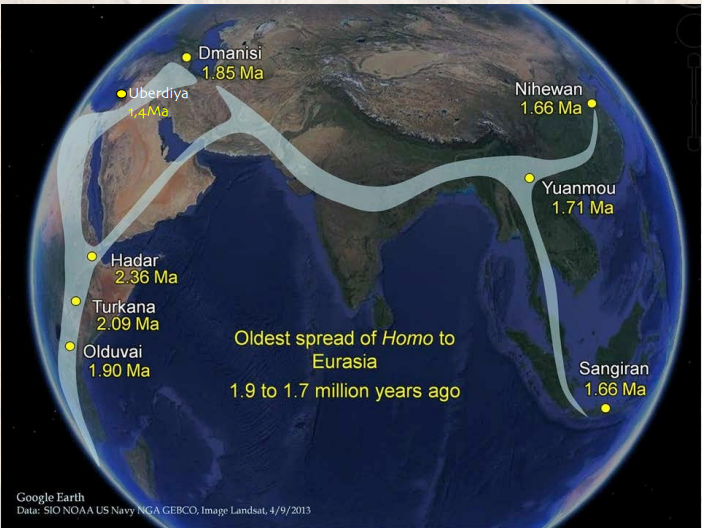 Dmanisi
1.85 Ma
Uberdiya
1,4Ma
Nihewan
1.66 Ma
Yuanmou
1.71 Ma
Hadar
2.36 Ma
Turkana
2.09 Ma
Olduvai
1.90 Ma
Oldest spread of Homo to
Eurasia
1.9 to 1.7 million years ago
Sangiran
1.66 Ma
Google Earth
Data: SIO NOAA US Navy NGA GEBCO, Image Landsat, 4/9/2013